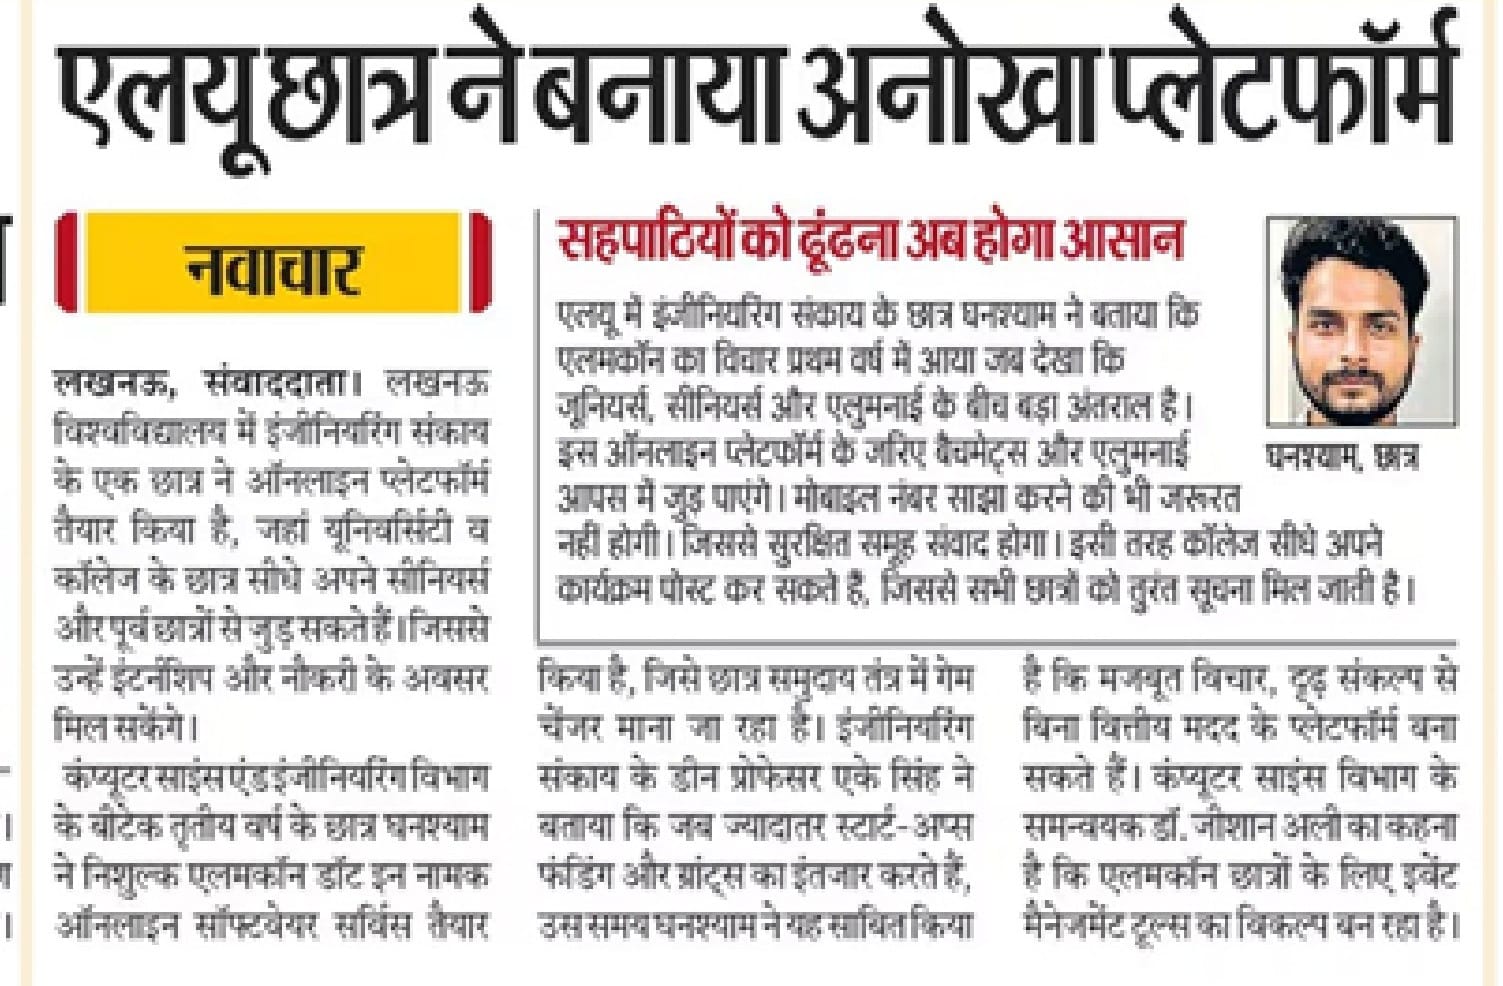 एलयू छात्र ने बनाया अनोखा प्लेटफॉर्म
नवाचार
लखनऊ, संवाददाता। लखनऊ
विश्वविद्यालय में इंजीनियरिंग संकाय
के एक छात्र ने ऑनलाइन प्लेटफॉर्म
तैयार किया है, जहां यूनिवर्सिटी व
कॉलेज के छात्र सीधे अपने सीनियर्स
और पूर्व छात्रों से जुड़ सकते हैं। जिससे
उन्हें इंटर्नशिप और नौकरी के अवसर
मिल सकेंगे।
कंप्यूटर साइंस एंड इंजीनियरिंग विभाग
के बीटेक तृतीय वर्ष के छात्र घनश्याम
ने निशुल्क एलमकॉन डॉट इन नामक
ऑनलाइन सॉफ्टवेयर सर्विस तैयार
सहपाठियों को ढूंढना अब होगा आसान
एलयू में इंजीनियरिंग संकाय के छात्र घनश्याम ने बताया कि
एलमकॉन का विचार प्रथम वर्ष में आया जब देखा कि
जूनियर्स, सीनियर्स और एलुमनाई के बीच बड़ा अंतराल है।
इस ऑनलाइन प्लेटफॉर्म के जरिए बैचमेट्स और एलुमनाई
आपस में जुड़ पाएंगे। मोबाइल नंबर साझा करने की भी जरूरत
नहीं होगी। जिससे सुरक्षित समूह संवाद होगा। इसी तरह कॉलेज सीधे अपने
कार्यक्रम पोस्ट कर सकते हैं, जिससे सभी छात्रों को तुरंत सूचना मिल जाती है।
घनश्याम, छात्र
किया है, जिसे छात्र समुदाय तंत्र में गेम
चेंजर माना जा रहा है। इंजीनियरिंग
संकाय के डीन प्रोफेसर एके सिंह ने
बताया कि जब ज्यादातर स्टार्ट-अप्स
फंडिंग और ग्रांट्स का इंतजार करते हैं,
उस समय घनश्याम ने यह साबित किया
है कि मजबूत विचार, दृढ़ संकल्प से
बिना वित्तीय मदद के प्लेटफॉर्म बना
सकते हैं। कंप्यूटर साइंस विभाग के
समन्वयक डॉ. जीशान अली का कहना
है कि एलमकॉन छात्रों के लिए इवेंट
मैनेजमेंट टूल्स का विकल्प बन रहा है।